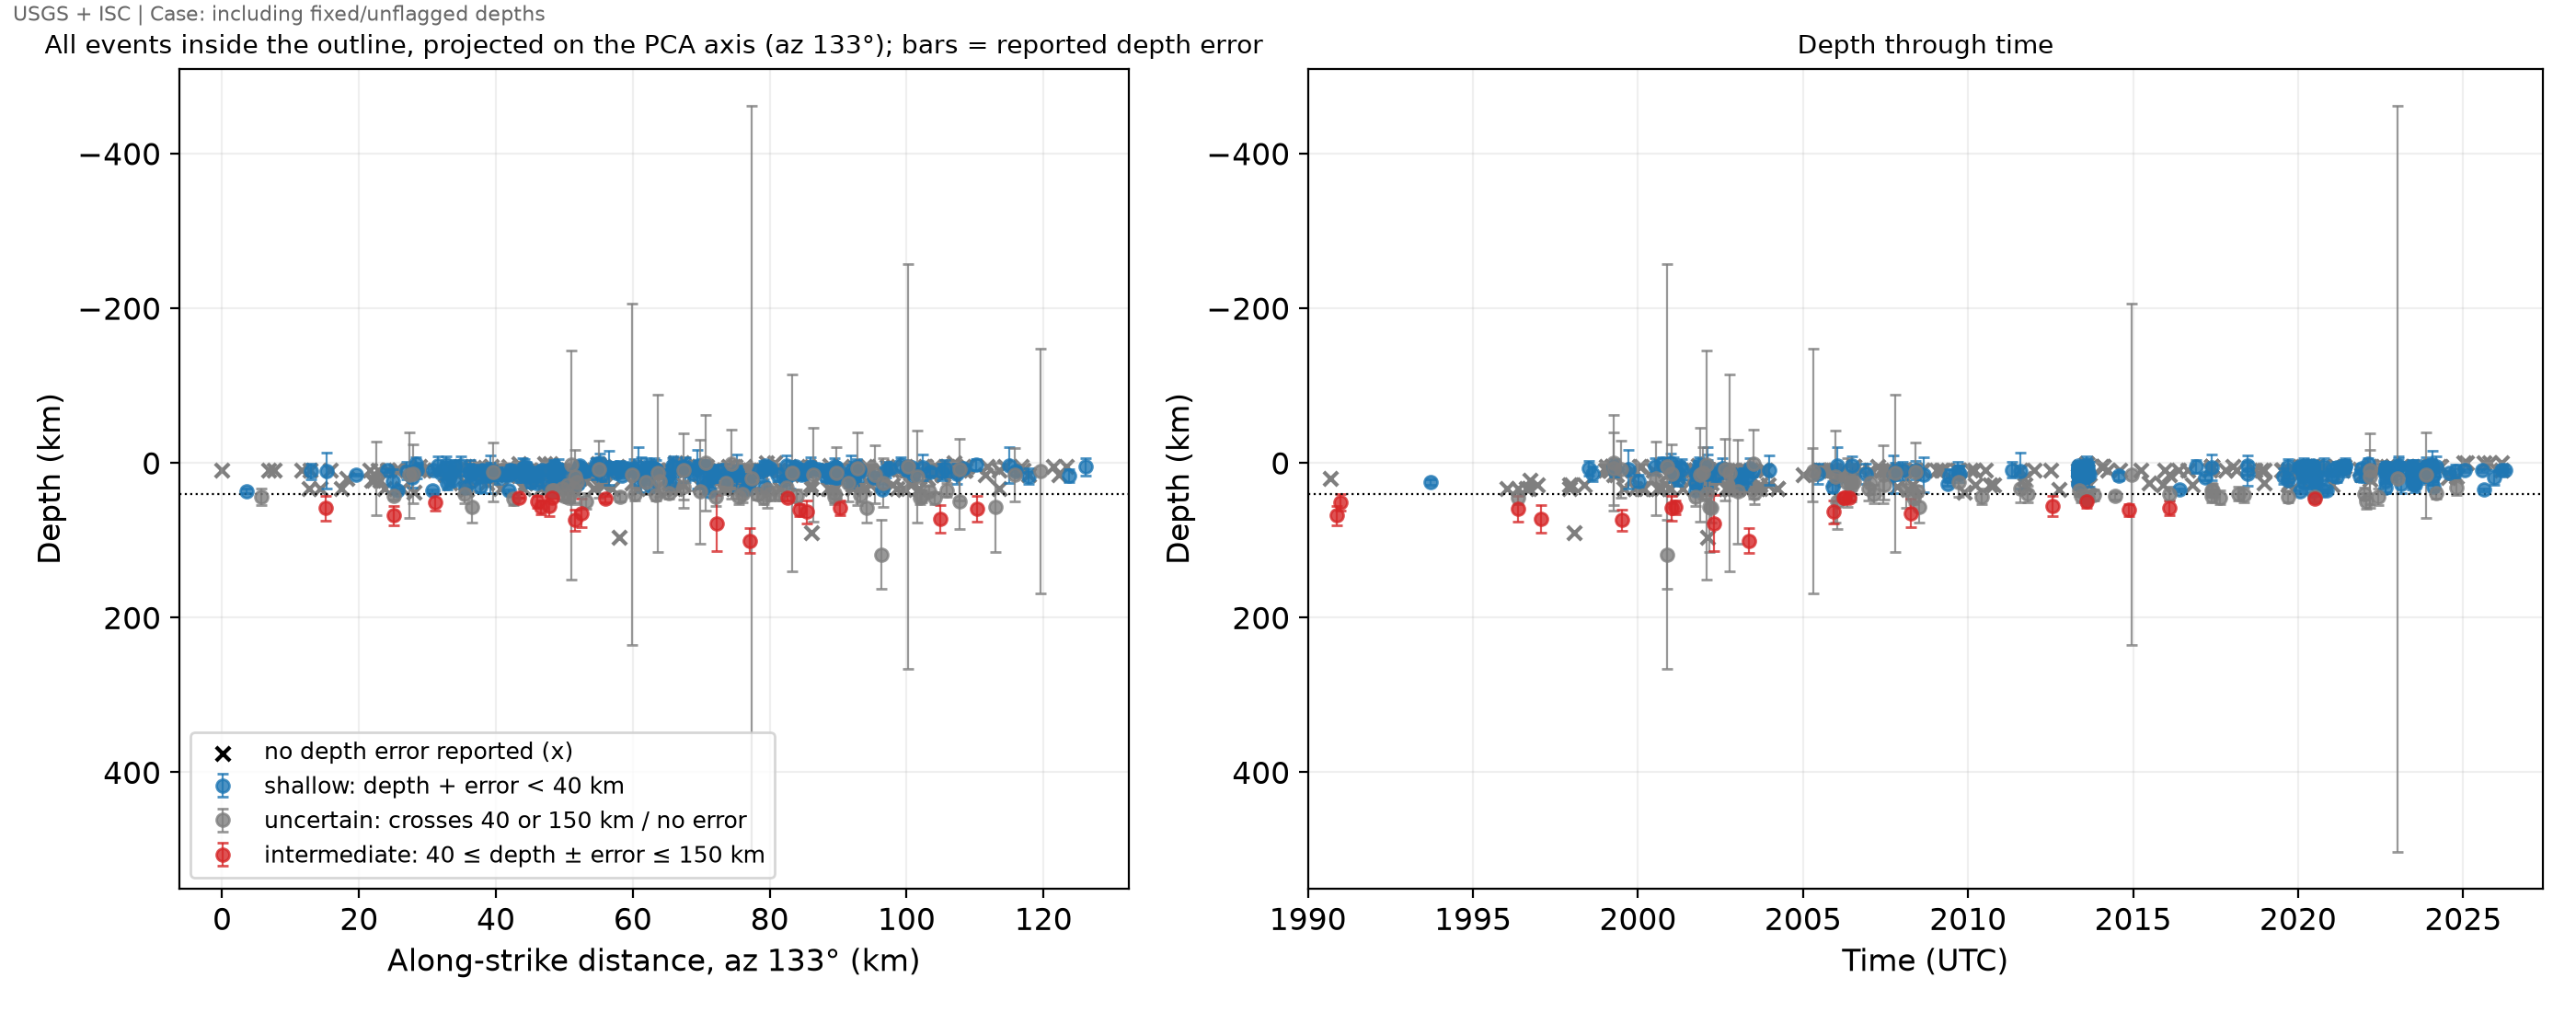 USGS + ISC | Case: including fixed/unflagged depths
All events inside the outline, projected on the PCA axis (az 133°); bars = reported depth error
Depth (km)
−400
−200
0
200
400
no depth error reported (x)
shallow: depth + error < 40 km
uncertain: crosses 40 or 150 km / no error
intermediate: 40 ≤ depth ± error ≤ 150 km
0 20 40 60 80 100 120
Along-strike distance, az 133° (km)
Depth through time
Depth (km)
−400
−200
0
200
400
1990 1995 2000 2005 2010 2015 2020 2025
Time (UTC)